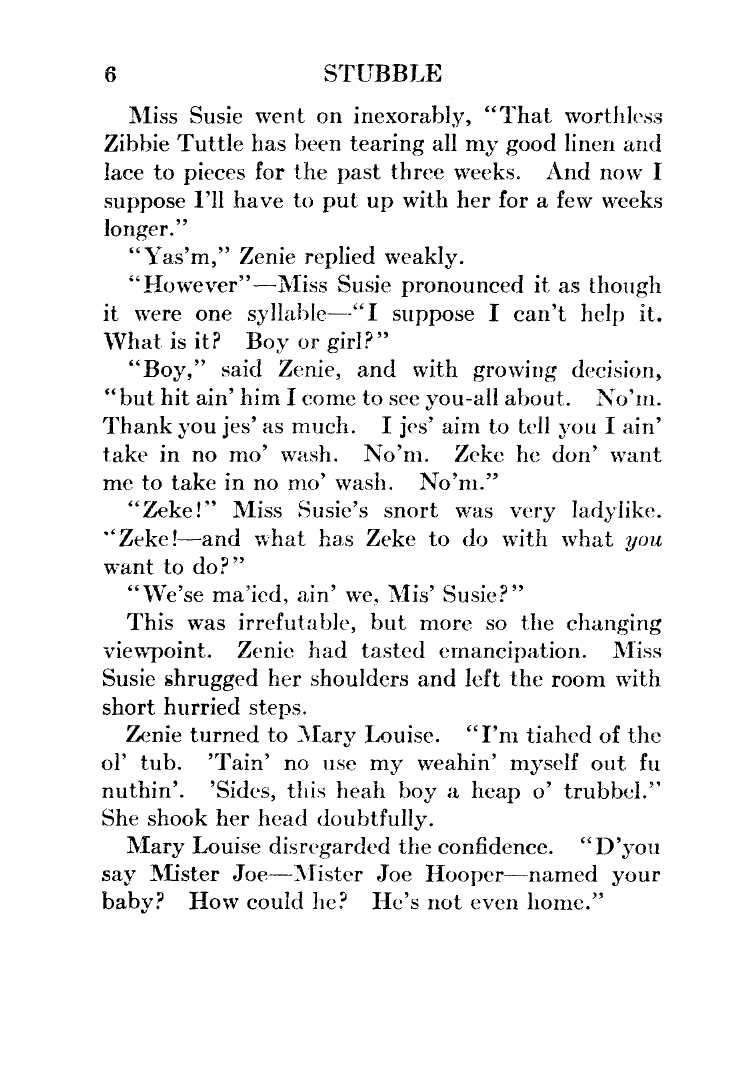 6 STUBBLE
Miss Susie went on inexorably, “That worthless
Zibbie Tuttle has been tearing all my good linen and
lace to pieces for the past three weeks. And now I
suppose I’ll have to put up with her for a few weeks
longer.”
“Yas’m,” Zenie replied weakly.
“However”—Miss Susie pronounced it as though
it were one syllable—“I suppose I can’t help it.
What is it? Boy or girl?”
“Boy,” said Zenie, and with growing decision,
“but hit ain’ him I come to see you-all about. No’m.
Thank you jes’ as much. I jes’ aim to tell you I ain’
take in no mo’ wash. No’m. Zeke he don’ want
me to take in no mo’ wash. No’m.”
“Zeke!” Miss Susie’s snort was very ladylike.
“Zeke!—and what has Zeke to do with what you
want to do?”
“We’se ma’ied, ain’ we, Mis’ Susie?”
This was irrefutable, but more so the changing
viewpoint. Zenie had tasted emancipation. Miss
Susie shrugged her shoulders and left the room with
short hurried steps.
Zenie turned to Mary Louise. “I’m tiahed of the
ol’ tub. ’Tain’ no use my weahin’ myself out fu
nuthin’. ’Sides, this heah boy a heap o’ trubbel.”
She shook her head doubtfully.
Mary Louise disregarded the confidence. “D’you
say Mister Joe—Mister Joe Hooper—named your
baby? How could he? He’s not even home.”